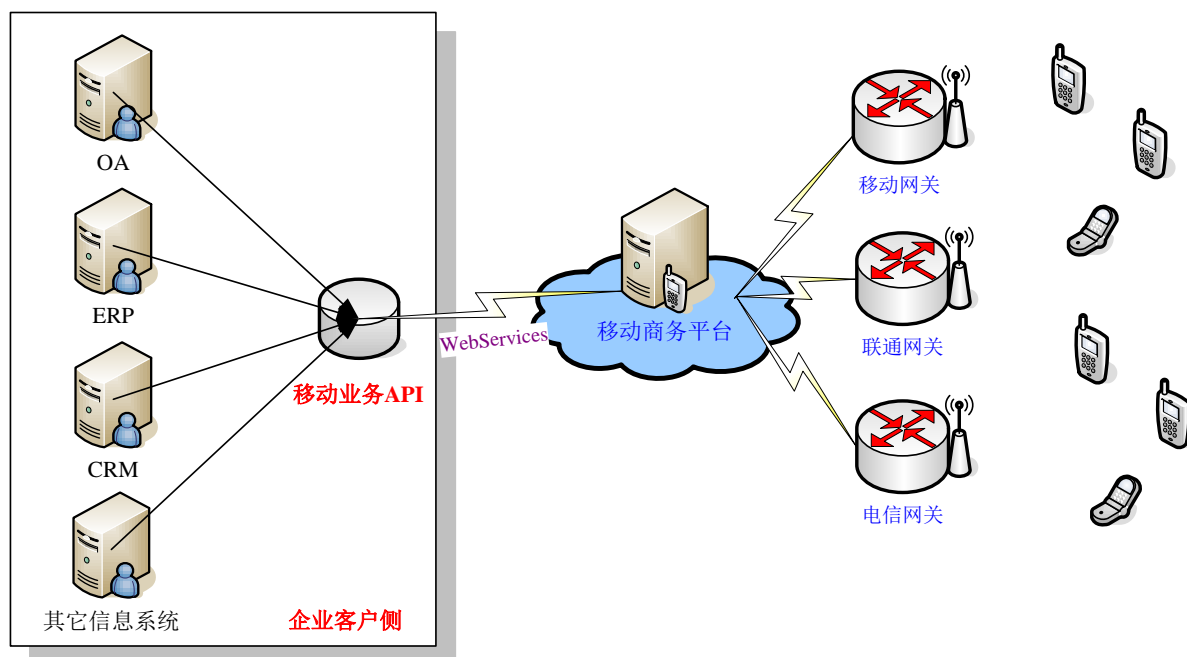 OA
ERP
CRM
其它信息系统
移动业务API
企业客户侧
WebServices
移动商务平台
移动网关
联通网关
电信网关